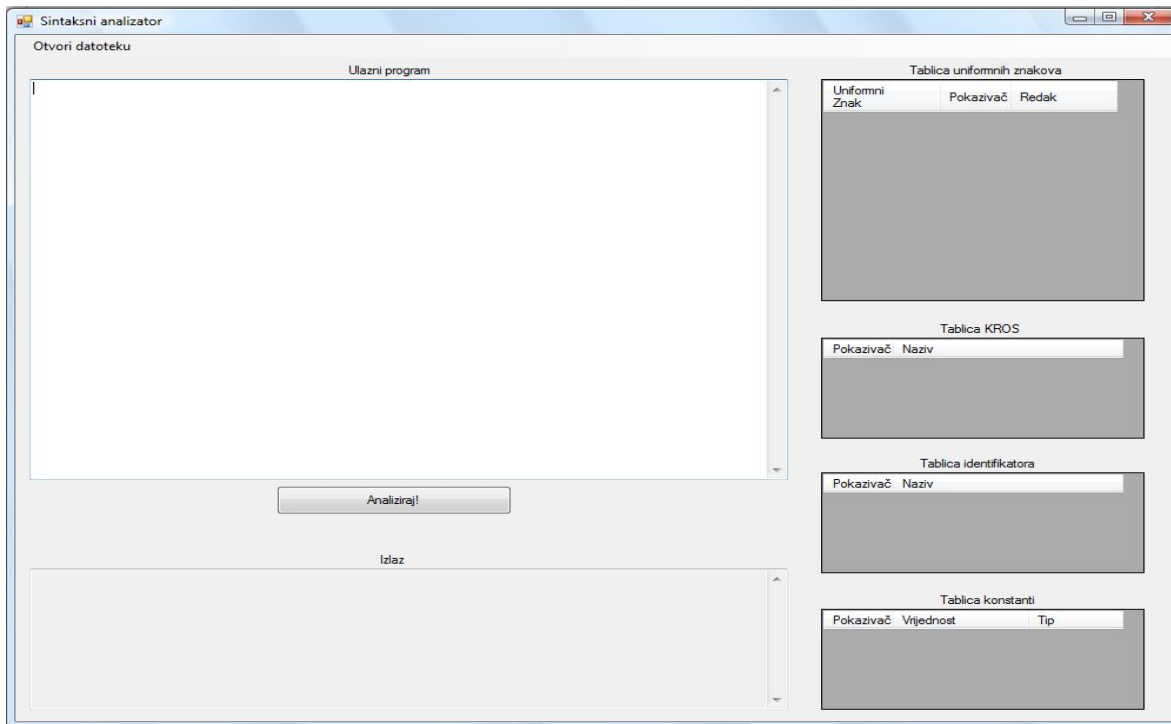 Sintaksni analizator
Otvori datoteku
Ulazni program
Analiziraj!
Izlaz
Tablica uniformnih znakova
Uniformni
Znak
Pokazivač
Redak
Tablica KROS
Pokazivač Naziv
Tablica identifikatora
Pokazivač Naziv
Tablica konstanti
Pokazivač Vrijednost Tip